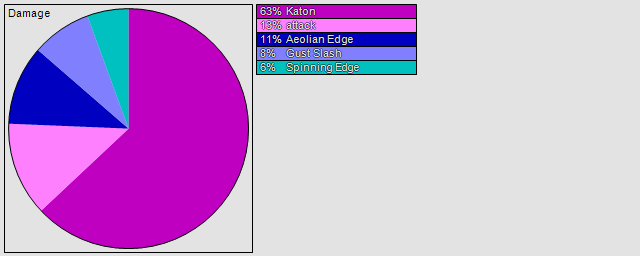 Damage
63% Katon
13% attack
11% Aeolian Edge
8% Gust Slash
6% Spinning Edge